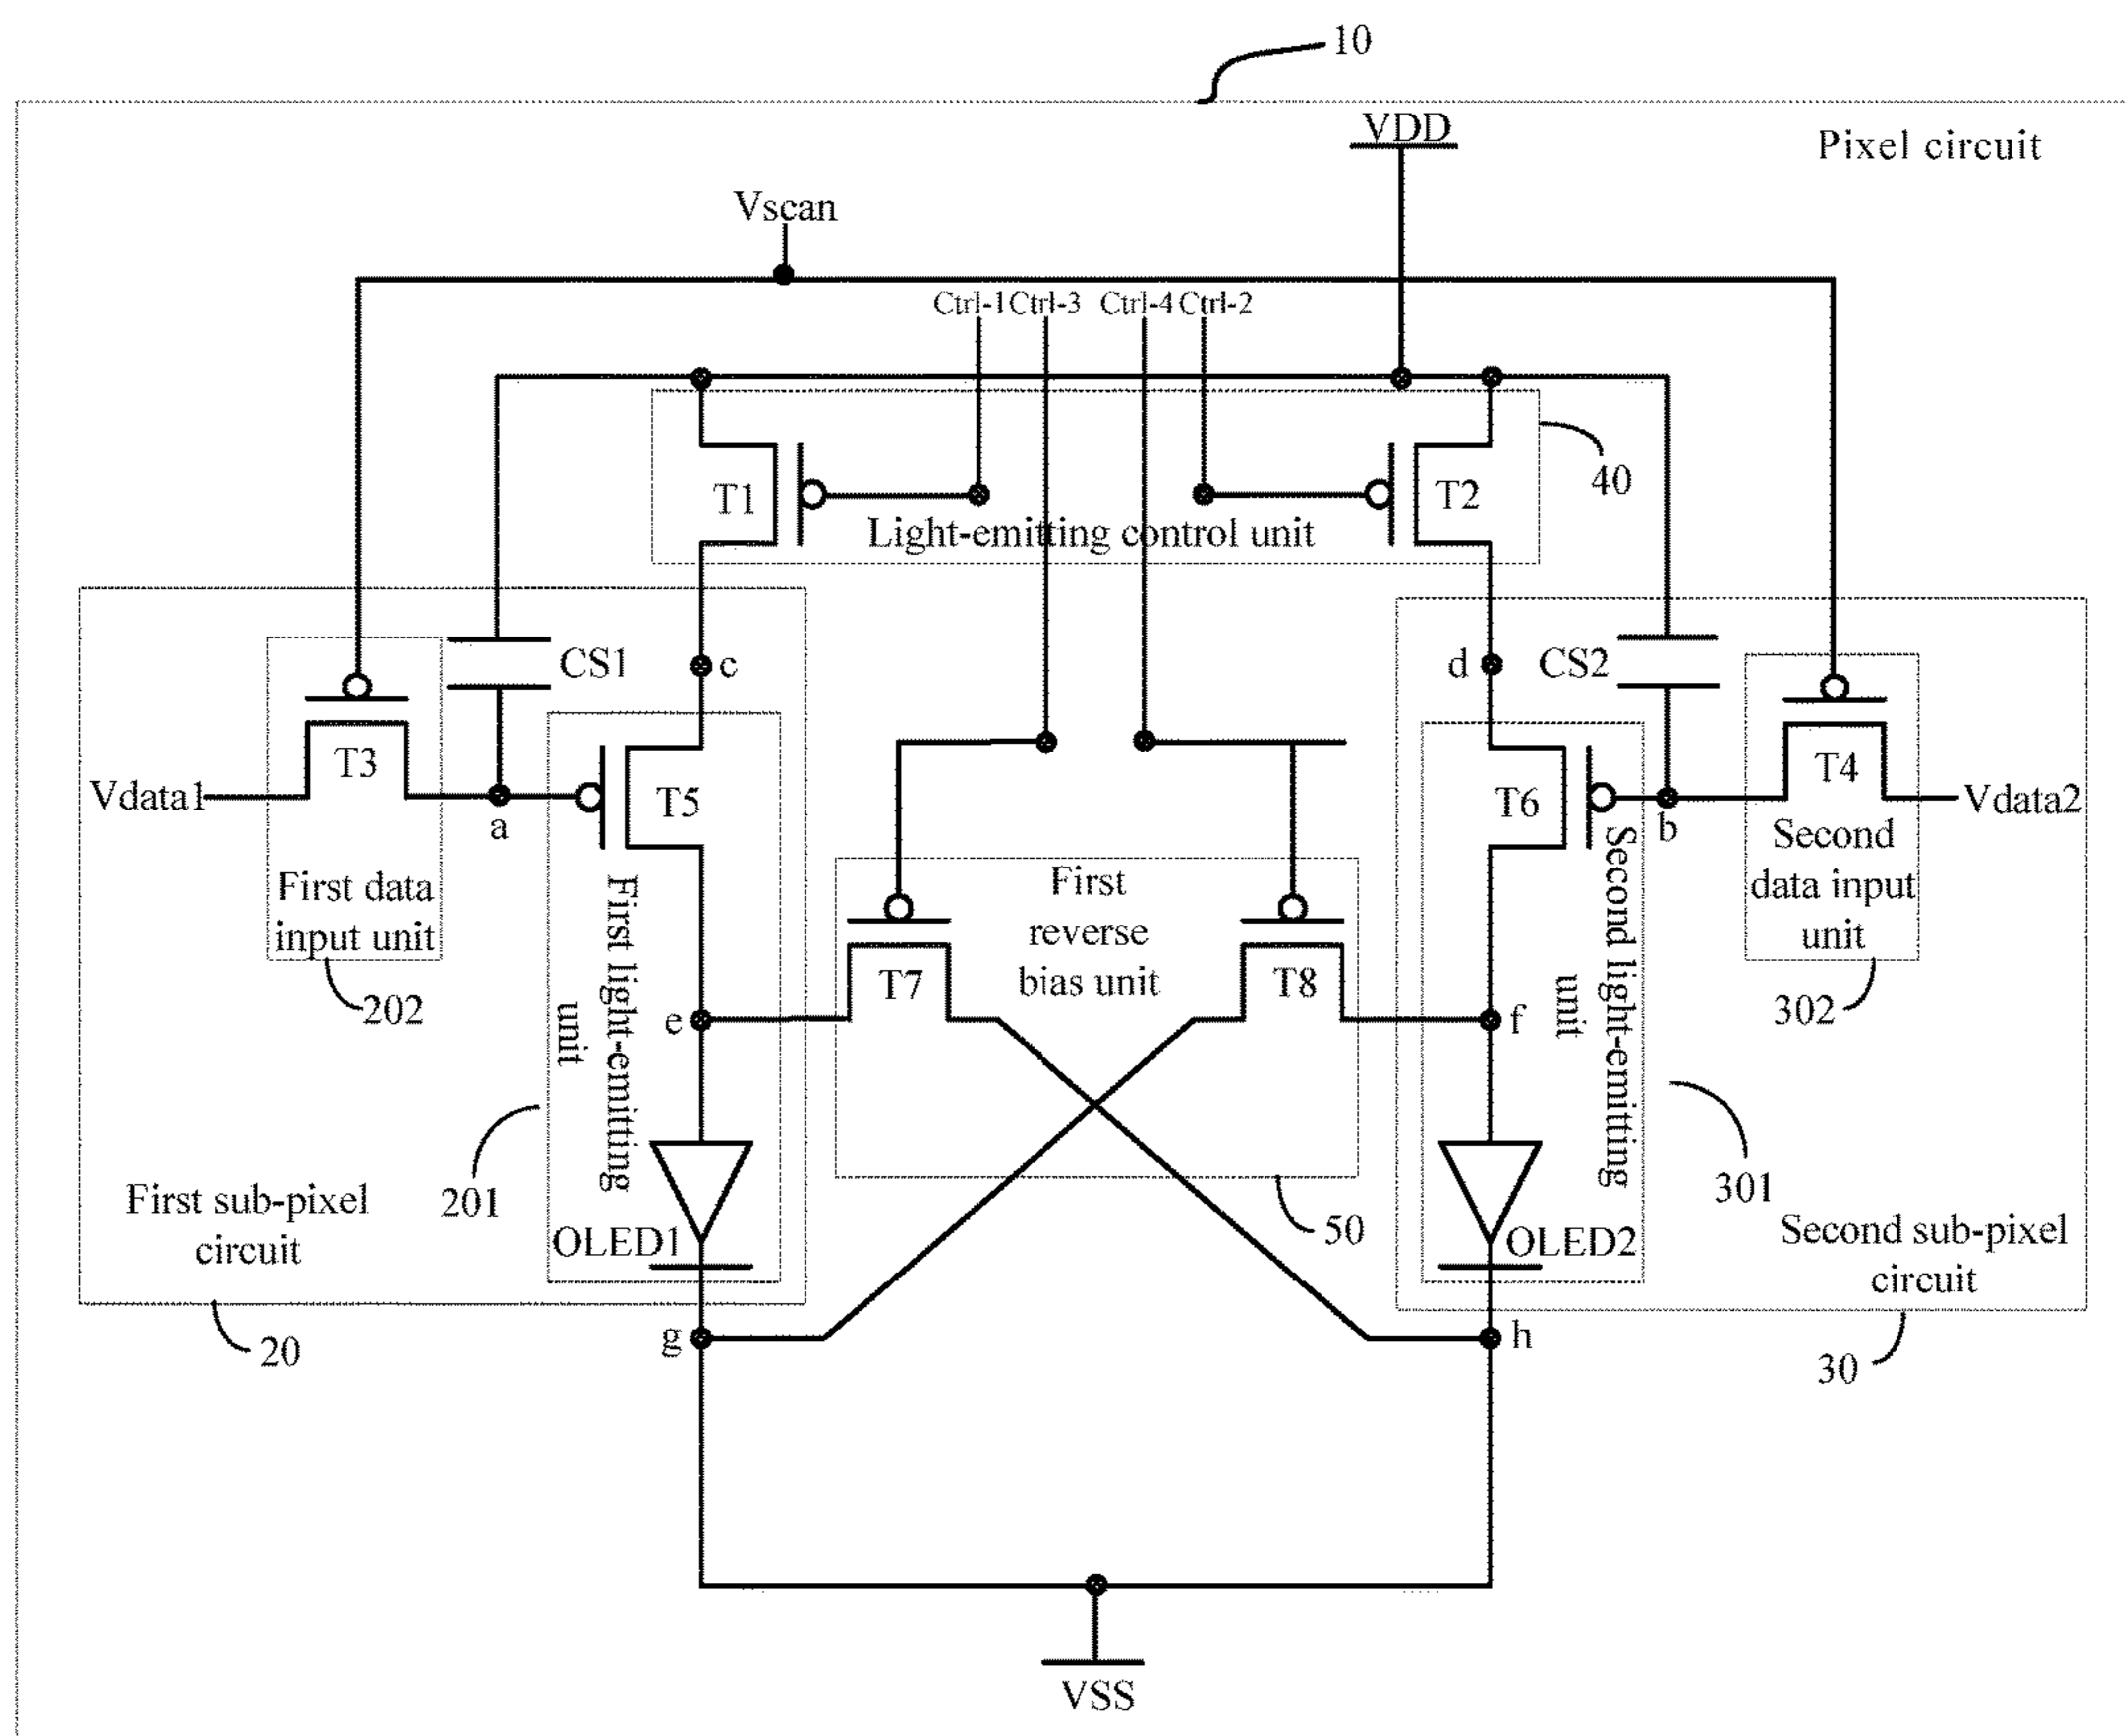 10
VDD
Pixel circuit
Vscan
Ctrl-1 Ctrl-3 Ctrl-4 Ctrl-2
T1
T2
40
Light-emitting control unit
CS1
c
d
CS2
T3
T5
T6
T4
Vdata1
a
b
Vdata2
First data
input unit
202
First light-emitting
unit
First
reverse
bias unit
T7
T8
Second light-emitting
unit
Second
data input
unit
302
e
f
First sub-pixel
circuit
201
OLED1
50
OLED2
301
Second sub-pixel
circuit
g
h
20
30
VSS